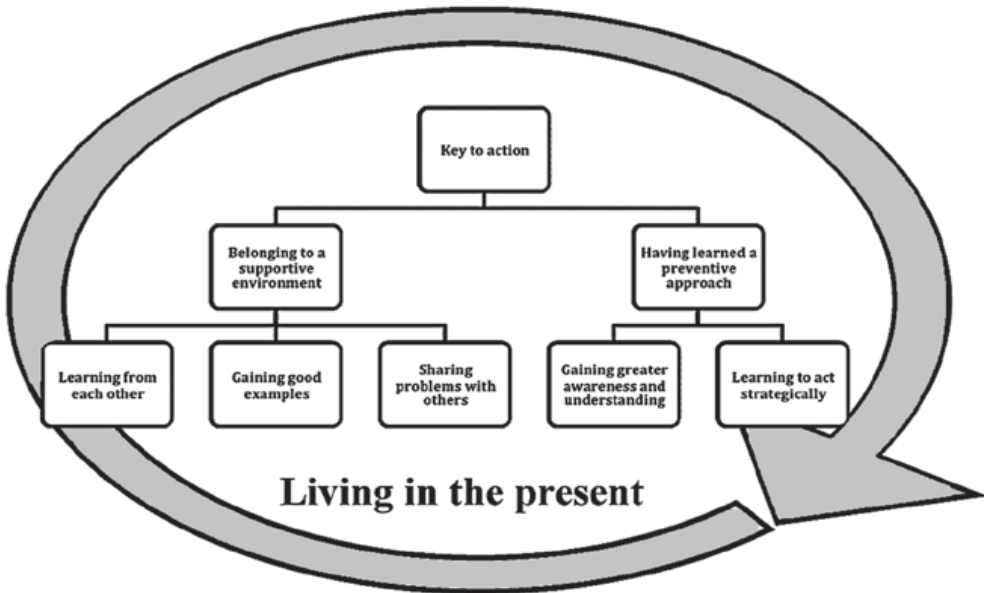 Key to action
Belonging to a
supportive
environment
Having learned a
preventive
approach
Learning from
each other
Gaining good
examples
Sharing
problems with
others
Gaining greater
awareness and
understanding
Learning to act
strategically
Living in the present